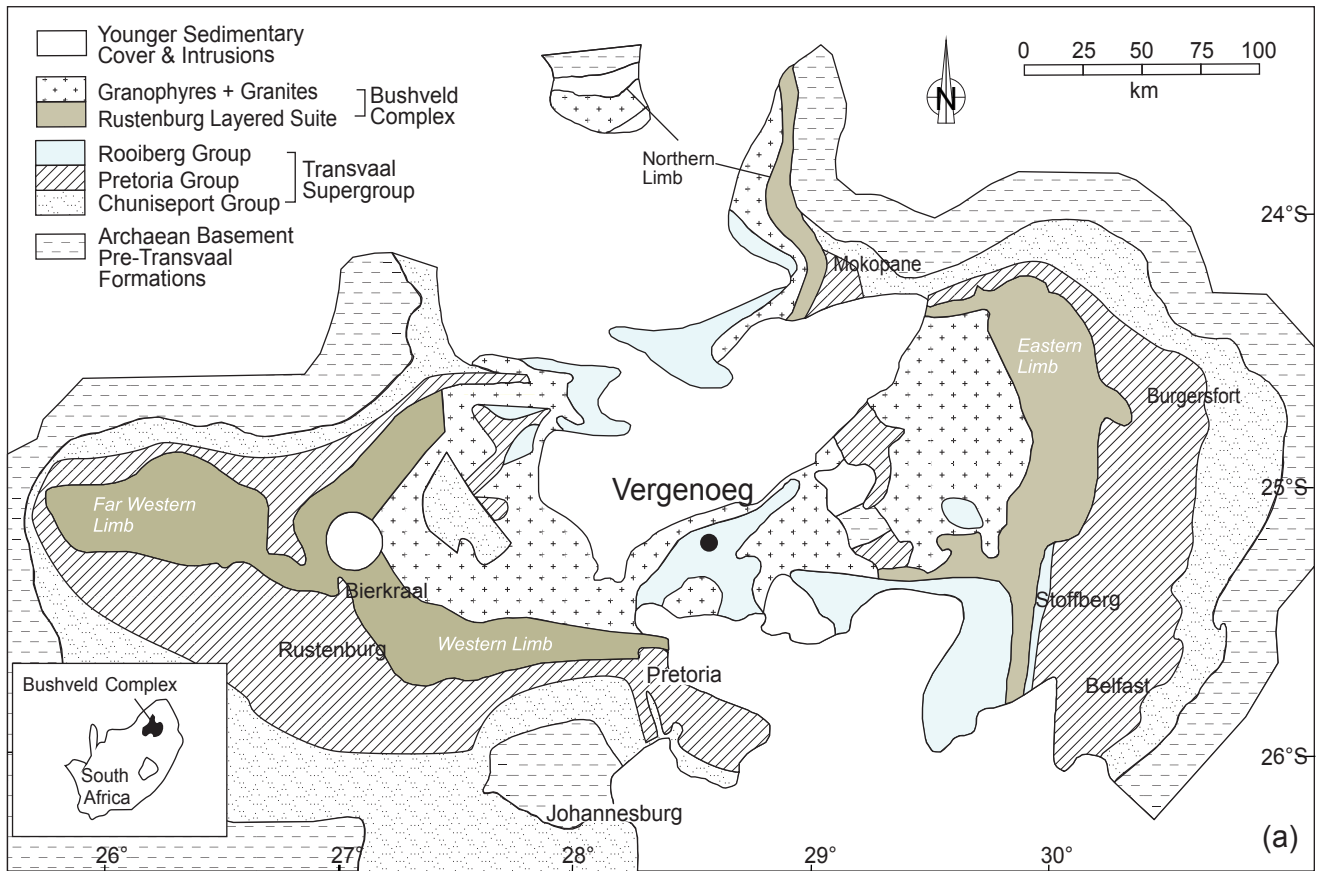 Younger Sedimentary
Cover & Intrusions
Granophyres + Granites
Rustenburg Layered Suite
Bushveld
Complex
Rooiberg Group
Pretoria Group
Chuniseport Group
Transvaal
Supergroup
Archaean Basement
Pre-Transvaal
Formations
N
0 25 50 75 100
km
Northern
Limb
24°S
Mokopane
Eastern
Limb
Burgersfort
Vergenoeg
25°S
Far Western
Limb
Bierkraal
Stoffberg
Rustenburg
Western Limb
Pretoria
Belfast
Bushveld Complex
South
Africa
26°S
Johannesburg
(a)
26° 27° 28° 29° 30°